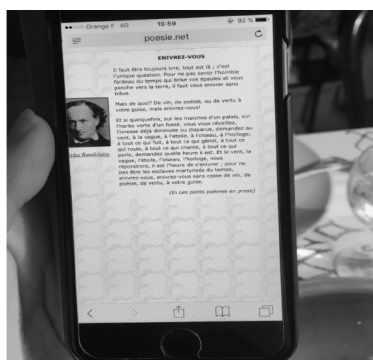 Orange F 4G 19:59 92 %
poesie.net
ENIVREZ-VOUS
Il faut être toujours ivre, tout est là ; c'est
l'unique question. Pour ne pas sentir l'horrible
fardeau du temps qui brise vos épaules et vous
penche vers la terre, il faut vous enivrer sans
trêve.
Mais de quoi? De vin, de poésie, ou de vertu à
votre guise, mais enivrez-vous!
Et si quelquefois, sur les marches d'un palais, sur
l'herbe verte d'un fossé, vous vous réveillez,
l'ivresse déjà diminuée ou disparue, demandez au
vent, à la vague, à l'étoile, à l'oiseau, à l'horloge;
à tout ce qui fuit, à tout ce qui gémit, à tout ce
qui roule, à tout ce qui chante, à tout ce qui
parle, demandez quelle heure il est. Et le vent, la
vague, l'étoile, l'oiseau, l'horloge, vous
répondront, il est l'heure de s'enivrer ; pour ne
pas être les esclaves martyrisés du temps,
enivrez-vous, enivrez-vous sans cesse de vin, de
poésie, de vertu, à votre guise.
Baudelaire
(In Les petits poèmes en prose)